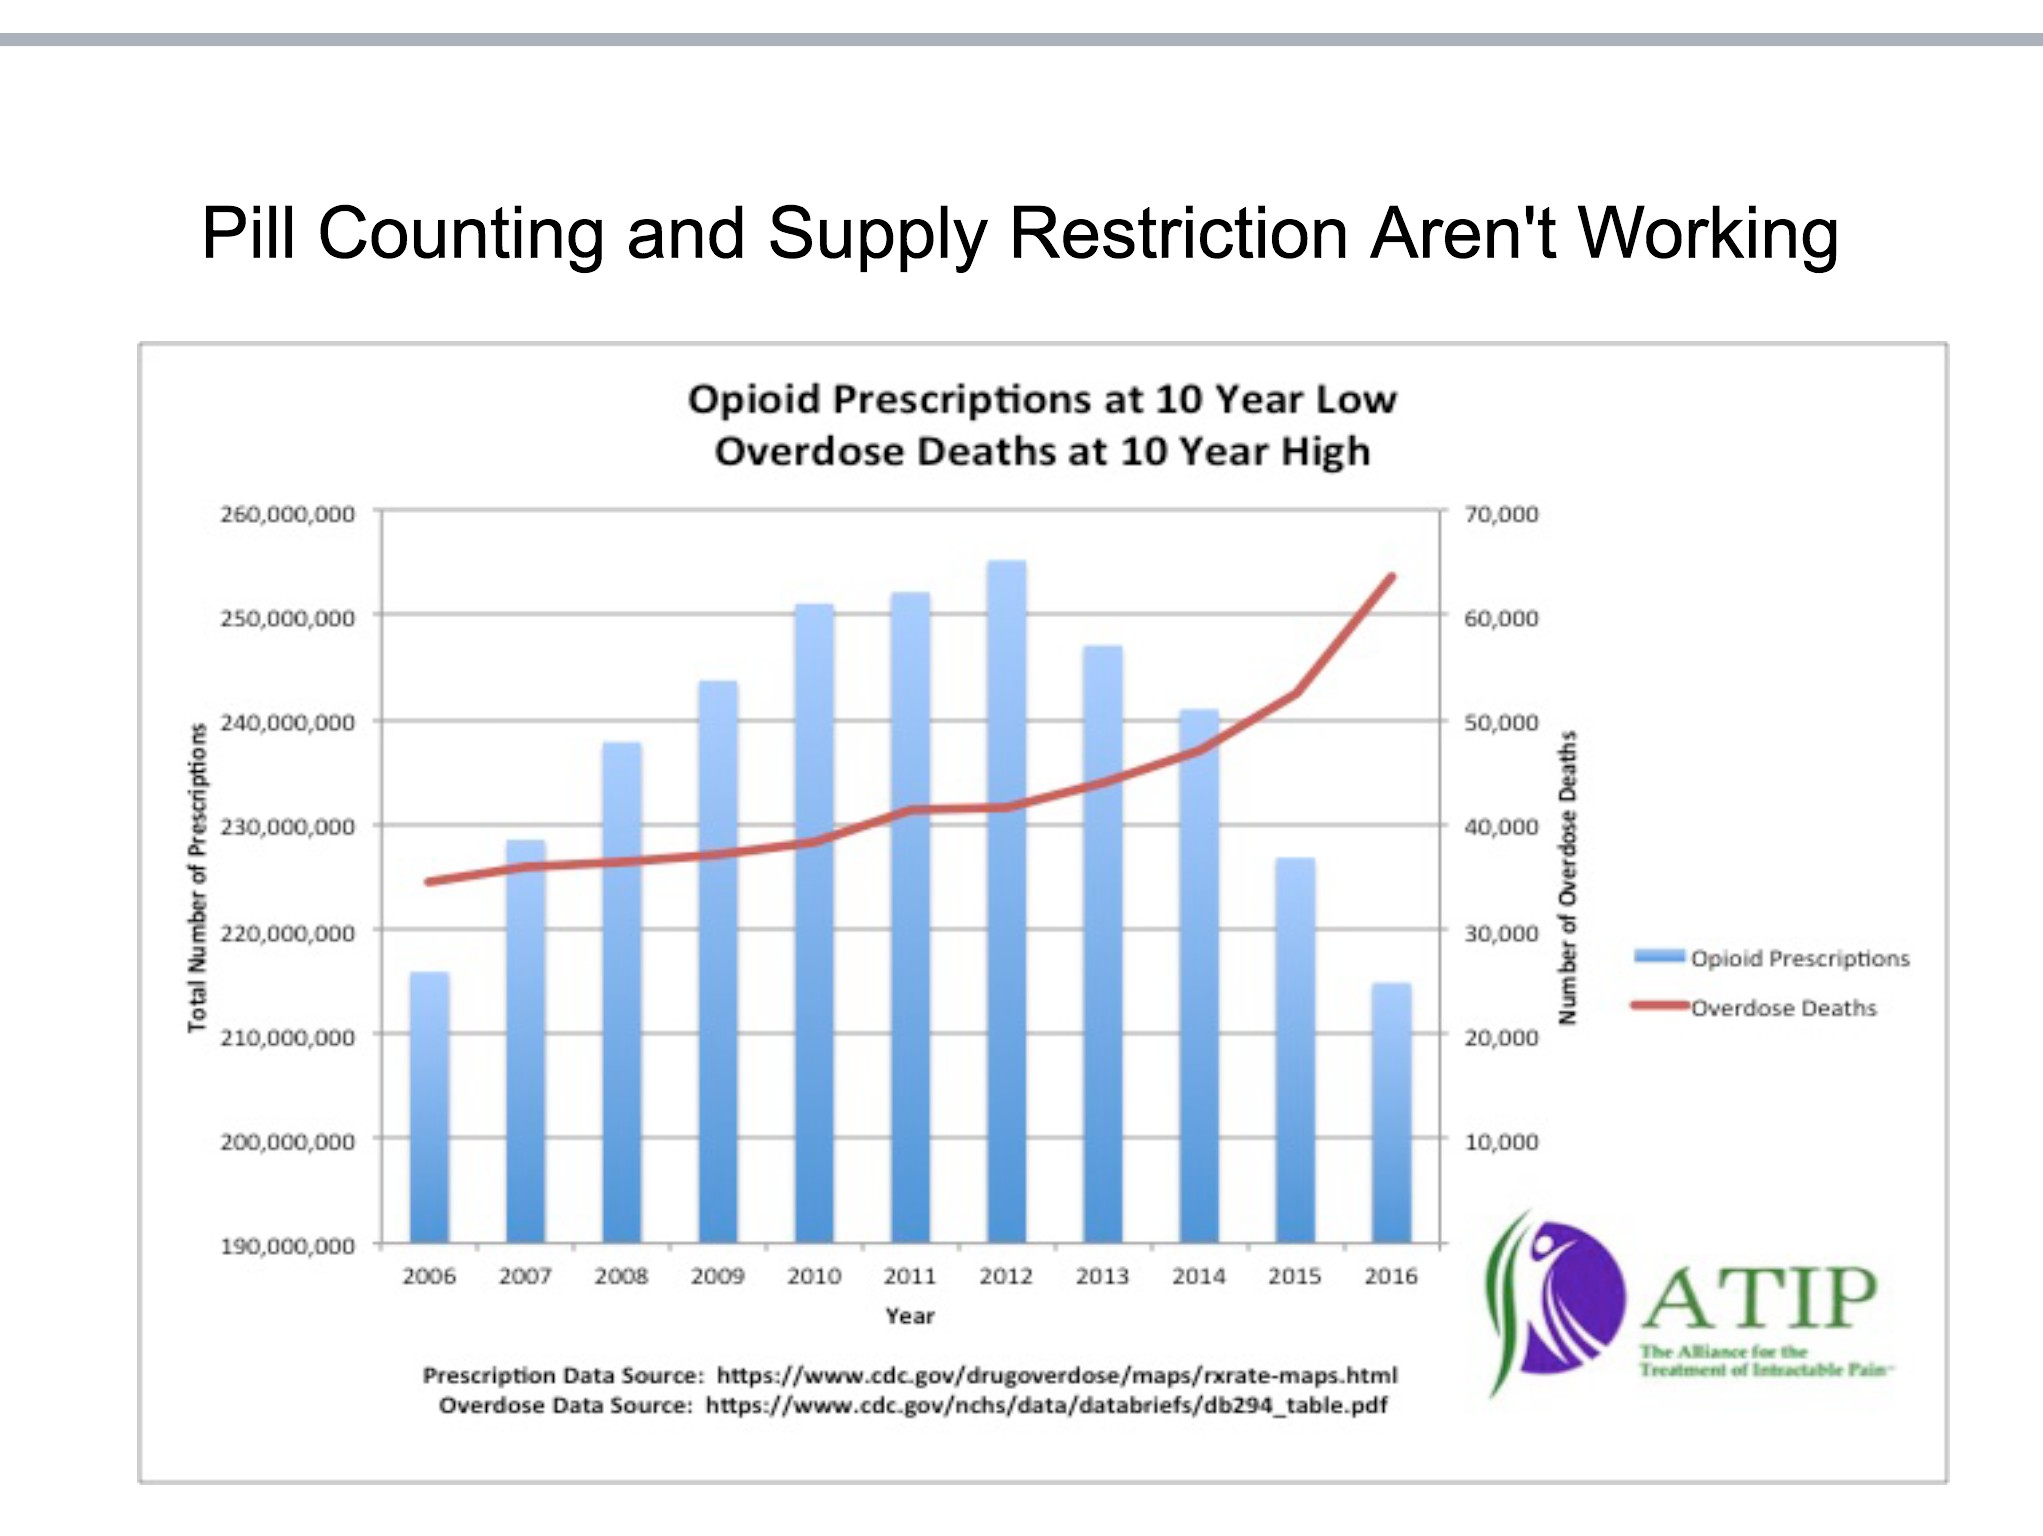 Pill Counting and Supply Restriction Aren't Working
Opioid Prescriptions at 10 Year Low
Overdose Deaths at 10 Year High
260,000,000
250,000,000
240,000,000
230,000,000
220,000,000
210,000,000
200,000,000
190,000,000
Total Number of Prescriptions
70,000
60,000
50,000
40,000
30,000
20,000
10,000
Number of Overdose Deaths
Opioid Prescriptions
Overdose Deaths
2006 2007 2008 2009 2010 2011 2012 2013 2014 2015 2016
Year
ATIP
The Alliance for the
Treatment of Intractable Pain
Prescription Data Source: https://www.cdc.gov/drugoverdose/maps/rxrate-maps.html
Overdose Data Source: https://www.cdc.gov/nchs/data/databriefs/db294_table.pdf